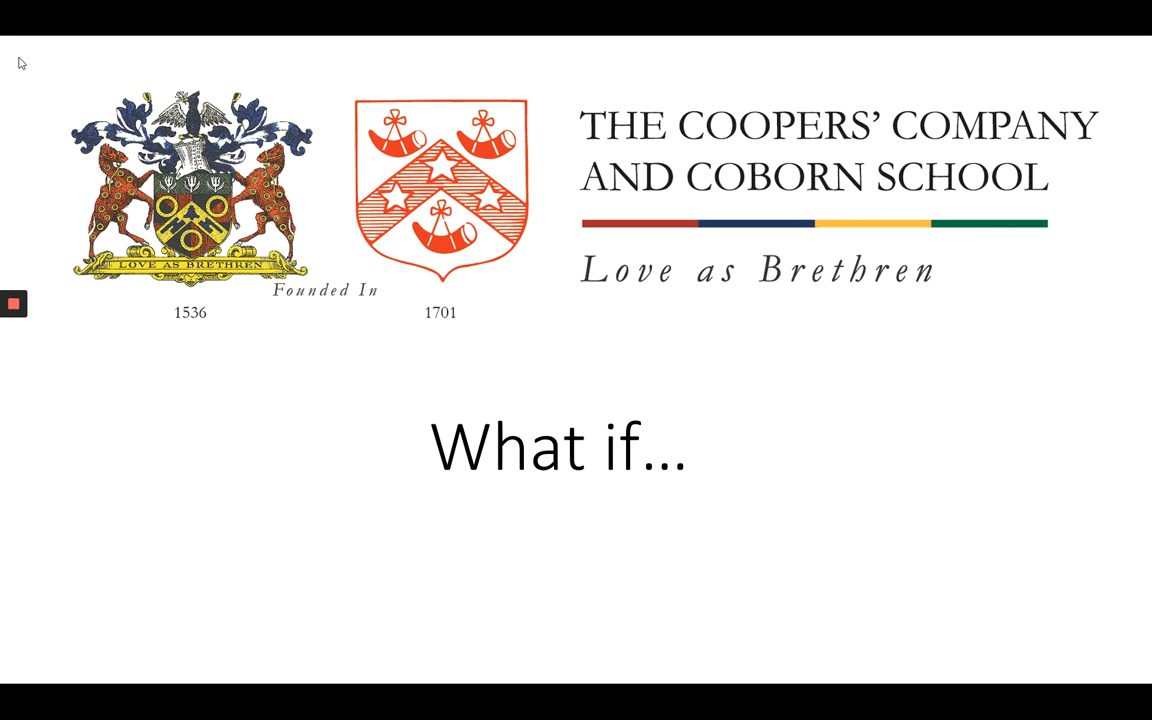 THE COOPERS’ COMPANY
AND COBORN SCHOOL
Love as Brethren
LOVE AS BRETHREN
Founded In
1536
1701
What if...